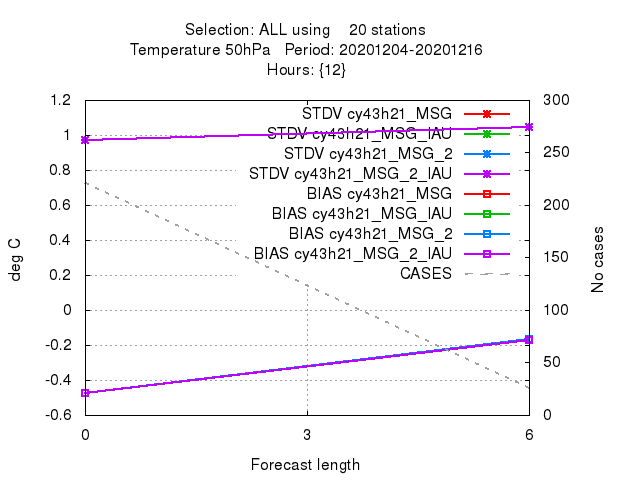 Selection: ALL using    20 stations
Temperature 50hPa   Period: 20201204-20201216
Hours: {12}
1.2
1
0.8
0.6
0.4
0.2
0
-0.2
-0.4
-0.6
300
250
200
150
100
50
0
deg C
No cases
STDV cy43h21_MSG
STDV cy43h21_MSG_IAU
STDV cy43h21_MSG_2
STDV cy43h21_MSG_2_IAU
BIAS cy43h21_MSG
BIAS cy43h21_MSG_IAU
BIAS cy43h21_MSG_2
BIAS cy43h21_MSG_2_IAU
CASES
0 3 6
Forecast length